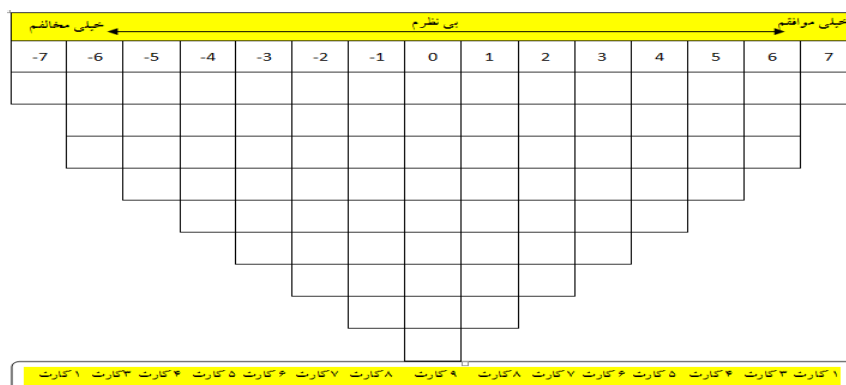 خیلی موافقم بی نظرم خیلی مخالفم
-7 -6 -5 -4 -3 -2 -1 0 1 2 3 4 5 6 7
۱ کارت ۳ کارت ۴ کارت ۵ کارت ۶ کارت ۷ کارت ۸ کارت ۹ کارت ۸ کارت ۷ کارت ۶ کارت ۵ کارت ۴ کارت ۳ کارت ۱ کارت